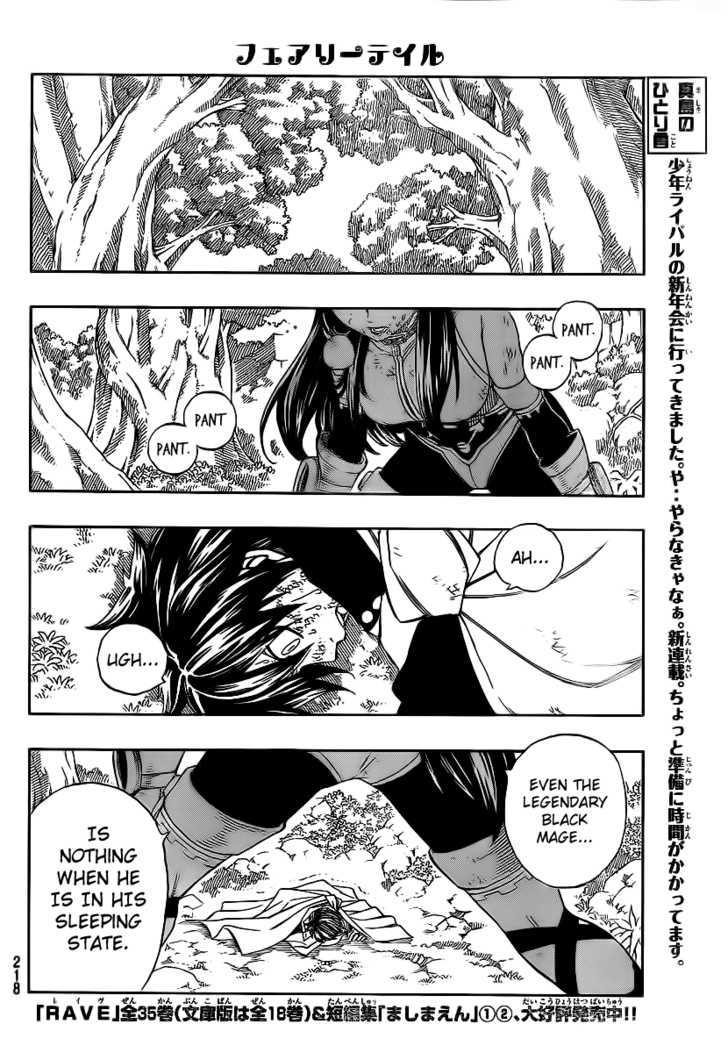 フェアリーテイル
真島のひとり言
少年ライバルの新年会に行ってきました。や‥やらなきゃなぁ。新連載。ちょっと準備に時間がかかってます。
PANT.
PANT.
PANT
PANT.
AH...
UGH...
EVEN THE
LEGENDARY
BLACK
MAGE...
IS
NOTHING
WHEN HE
IS IN HIS
SLEEPING
STATE.
218
「RAVE」全35巻(文庫版は全18巻)&短編集「ましまえん」①②、大好評発売中!!